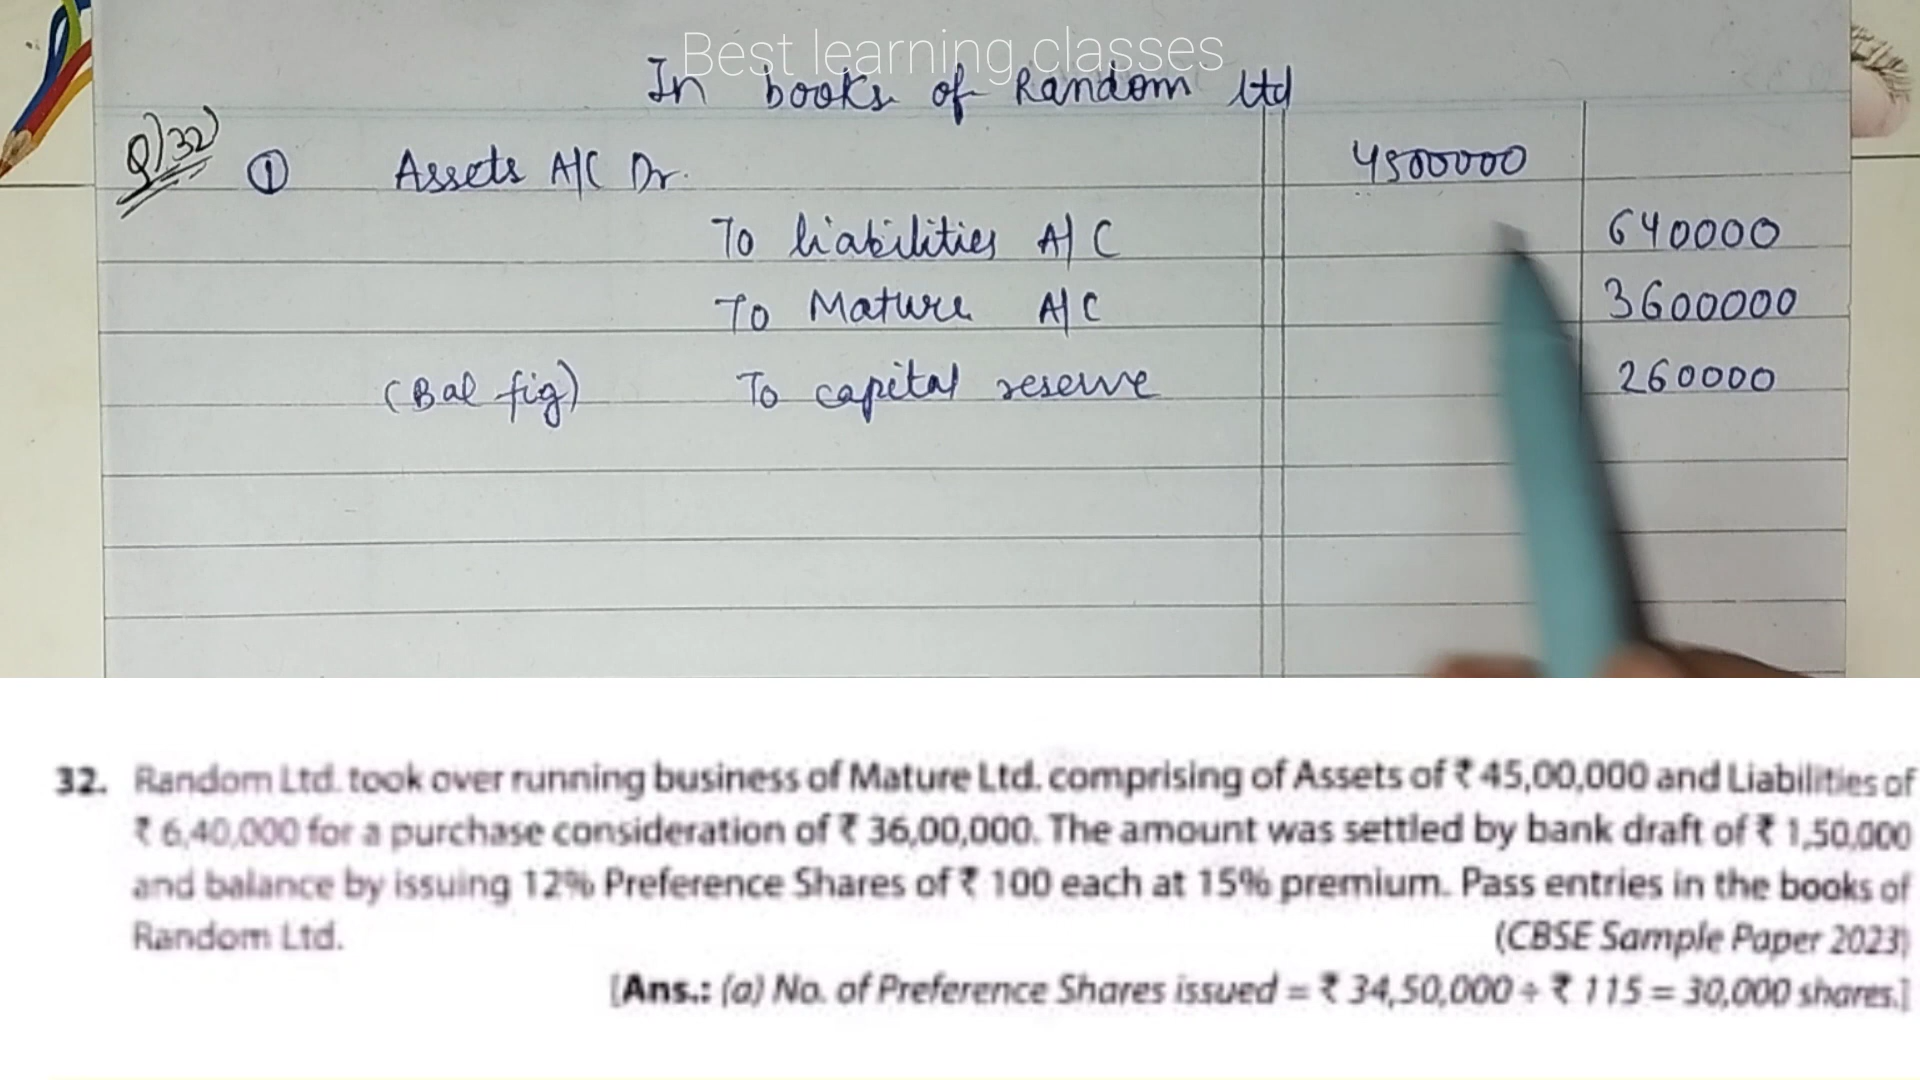 Best learning classes
In books of Random Ltd
Q)32) ① Assets A/C Dr. 4500000
To liabilities A/C 640000
To Mature A/C 3600000
(Bal fig) To capital reserve 260000
32. Random Ltd. took over running business of Mature Ltd. comprising of Assets of ₹ 45,00,000 and Liabilities of
₹ 6,40,000 for a purchase consideration of ₹ 36,00,000. The amount was settled by bank draft of ₹ 1,50,000
and balance by issuing 12% Preference Shares of ₹ 100 each at 15% premium. Pass entries in the books of
Random Ltd. (CBSE Sample Paper 2023)
[Ans.: (a) No. of Preference Shares issued = ₹ 34,50,000 ÷ ₹ 115 = 30,000 shares.]